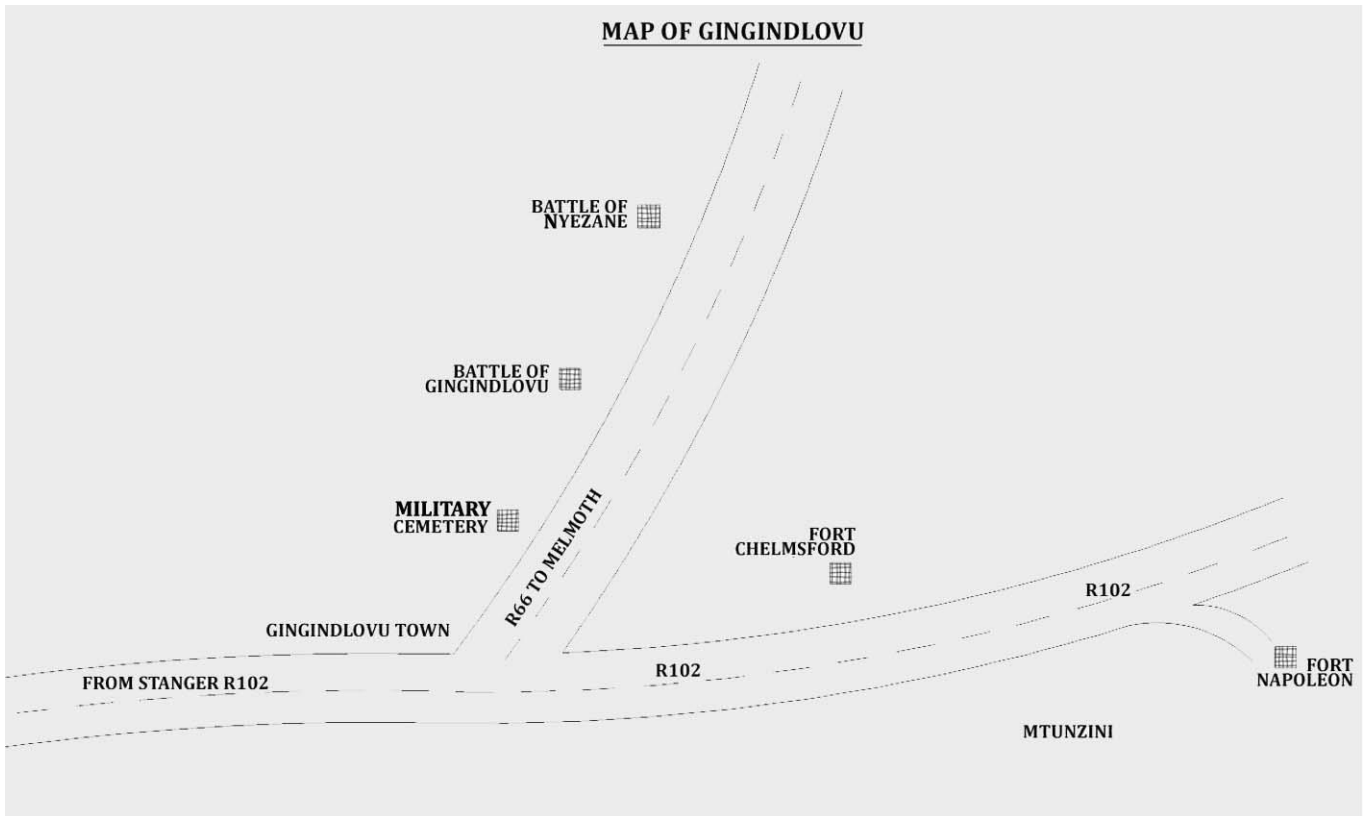 MAP OF GINGINDLOVU
BATTLE OF
NYEZANE
BATTLE OF
GINGINDLOVU
MILITARY
CEMETERY
R66 TO MELMOTH
FORT
CHELMSFORD
R102
GINGINDLOVU TOWN
FROM STANGER R102
R102
FORT
NAPOLEON
MTUNZINI